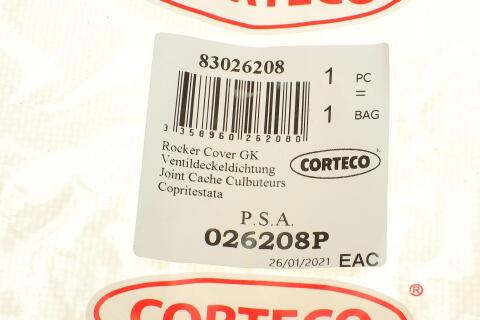 CORTECO ®
83026208
1 PC
=
1 BAG
3 358960 262080
Rocker Cover GK
Ventildeckeldichtung
Joint Cache Culbuteurs
Copritestata
CORTECO ®
P.S.A.
026208P
26/01/2021 EAC
CORTECO ®